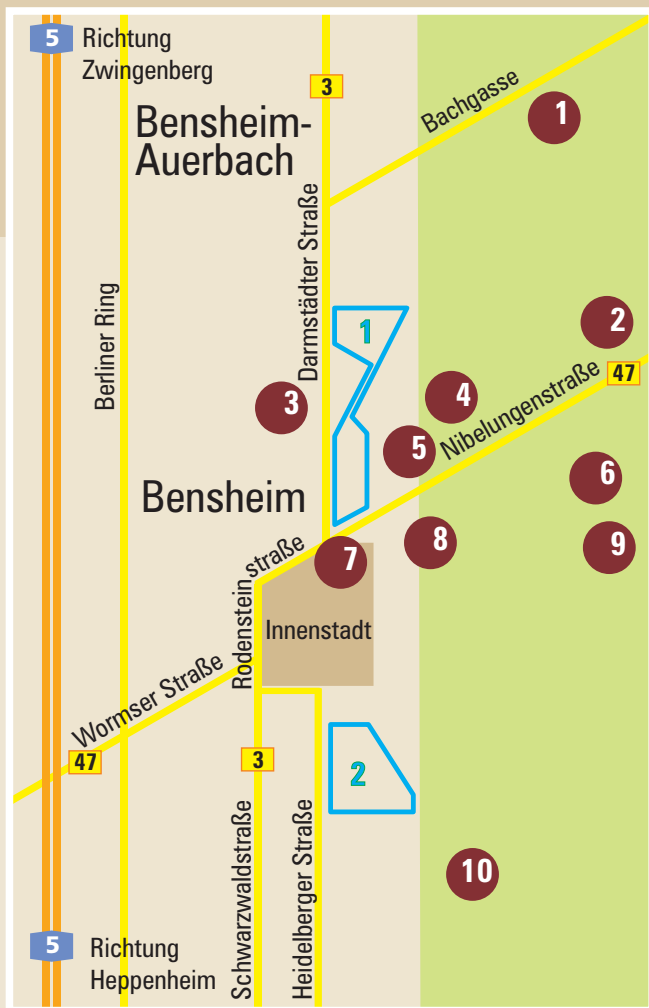 5
Richtung
Zwingenberg
3
Bachgasse
1
Bensheim-
Auerbach
Darmstädter Straße
Berliner Ring
1
2
47
3
4
Nibelungenstraße
5
6
Bensheim
7
8
9
Rodensteinstraße
Innenstadt
Wormser Straße
47
3
2
Schwarzwaldstraße
Heidelberger Straße
10
5
Richtung
Heppenheim